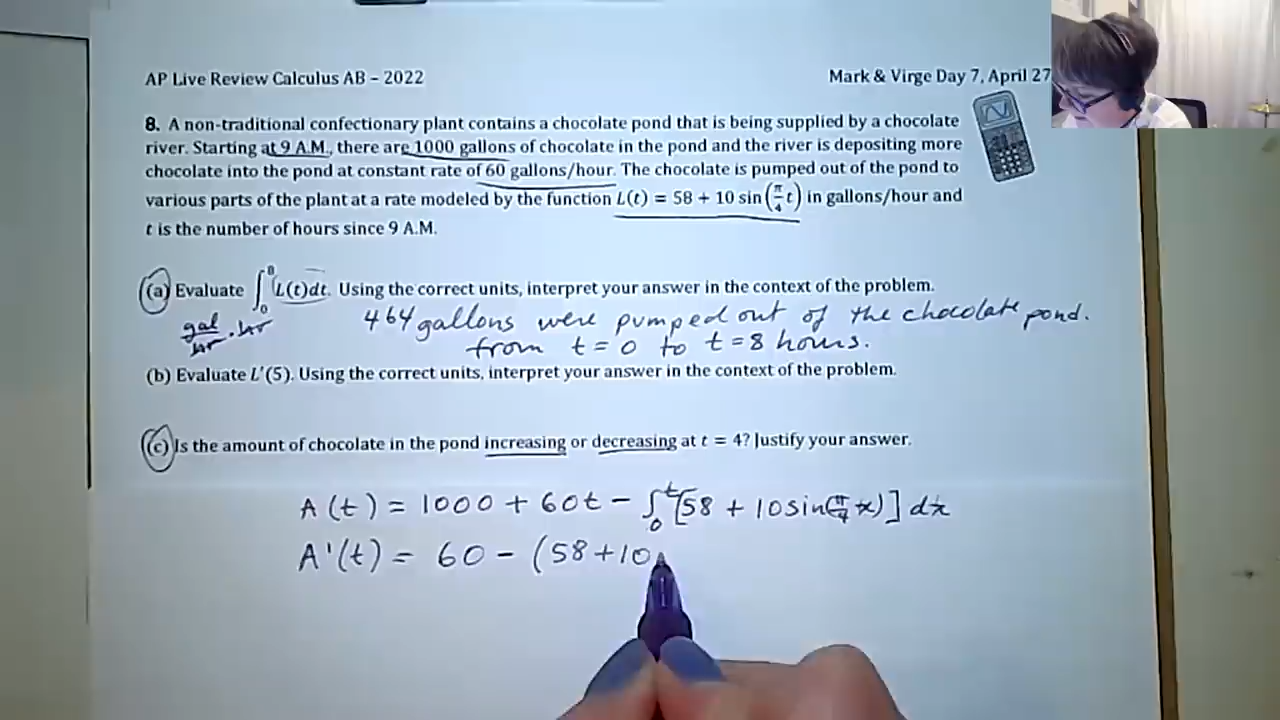 AP Live Review Calculus AB – 2022
Mark & Virge Day 7, April 27
8. A non-traditional confectionary plant contains a chocolate pond that is being supplied by a chocolate
river. Starting at 9 A.M., there are 1000 gallons of chocolate in the pond and the river is depositing more
chocolate into the pond at constant rate of 60 gallons/hour. The chocolate is pumped out of the pond to
various parts of the plant at a rate modeled by the function L(t) = 58 + 10 sin(π/4 t) in gallons/hour and
t is the number of hours since 9 A.M.
(a) Evaluate ∫₀⁸ L(t)dt. Using the correct units, interpret your answer in the context of the problem.
gal/hr · hr
464 gallons were pumped out of the chocolate pond.
from t = 0 to t = 8 hours.
(b) Evaluate L′(5). Using the correct units, interpret your answer in the context of the problem.
(c) Is the amount of chocolate in the pond increasing or decreasing at t = 4? Justify your answer.
A(t) = 1000 + 60t − ∫₀ᵗ [58 + 10sin(π/4 x)] dx
A'(t) = 60 − (58 + 10